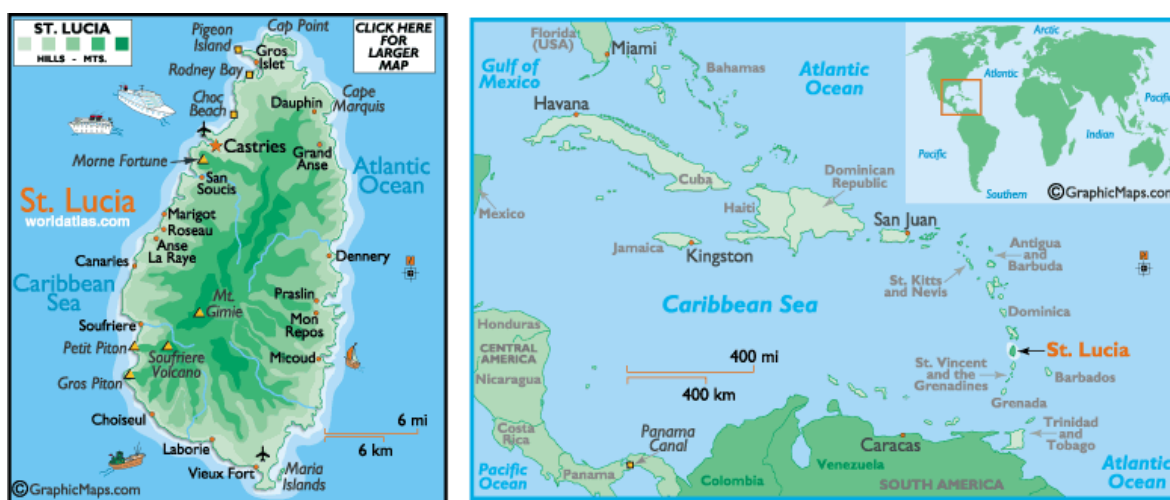 ST. LUCIA
HILLS - MTS.
CLICK HERE
FOR
LARGER
MAP
Cap Point
Pigeon
Island
Gros
Islet
Rodney Bay
Choc
Beach
Cape
Marquis
Dauphin
Castries
Grand
Anse
Morne Fortune
San
Soucis
Atlantic
Ocean
St. Lucia
worldatlas.com
Marigot
Roseau
Anse
La Raye
Canaries
Dennery
Caribbean
Sea
Mt.
Gimie
Praslin
Mon
Repos
Soufriere
Petit Piton
Soufriere
Volcano
Micoud
Gros Piton
Choiseul
6 mi
6 km
Laborie
Vieux Fort
Maria
Islands
©GraphicMaps.com
Florida
(USA)
Miami
Gulf of
Mexico
Bahamas
Atlantic
Ocean
Havana
Cuba
Mexico
Dominican
Republic
Haiti
San Juan
Jamaica
Kingston
Antigua
and
Barbuda
St. Kitts
and Nevis
Caribbean Sea
Dominica
Honduras
CENTRAL
AMERICA
Nicaragua
400 mi
400 km
St. Lucia
St. Vincent
and the
Grenadines
Barbados
Grenada
Costa
Rica
Panama
Canal
Caracas
Trinidad
and
Tobago
Pacific
Ocean
Panama
Colombia
Venezuela
SOUTH AMERICA
Atlantic
Ocean
Arctic
Atlantic
Pacific
Indian
Pacific
Southern
©GraphicMaps.com